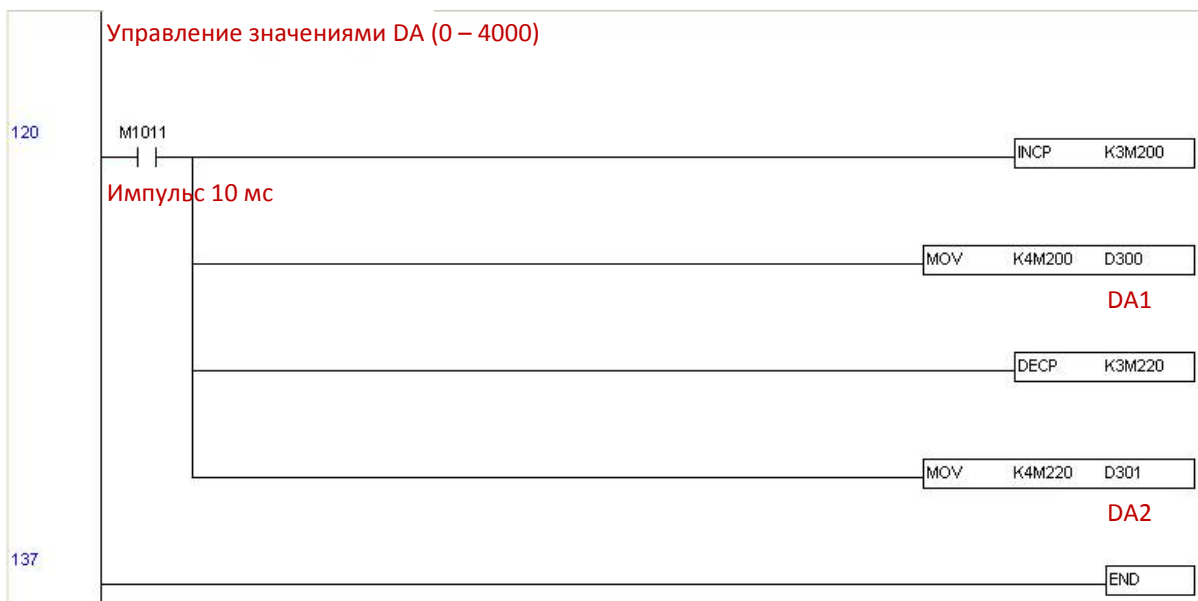 Управление значениями DA (0 – 4000)
120
M1011
INCP K3M200
Импульс 10 мс
MOV K4M200 D300
DA1
DECP K3M220
MOV K4M220 D301
DA2
137
END